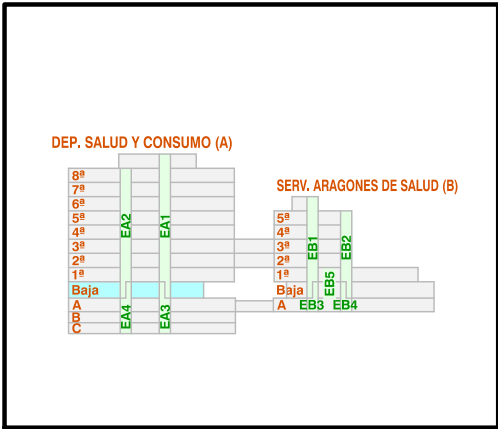 DEP. SALUD Y CONSUMO (A)
8ª
7ª
6ª
5ª
4ª
3ª
2ª
1ª
Baja
A
B
C
EA2
EA1
EA4
EA3
SERV. ARAGONES DE SALUD (B)
5ª
4ª
3ª
2ª
1ª
Baja
A
EB1
EB2
EB5
EB3
EB4